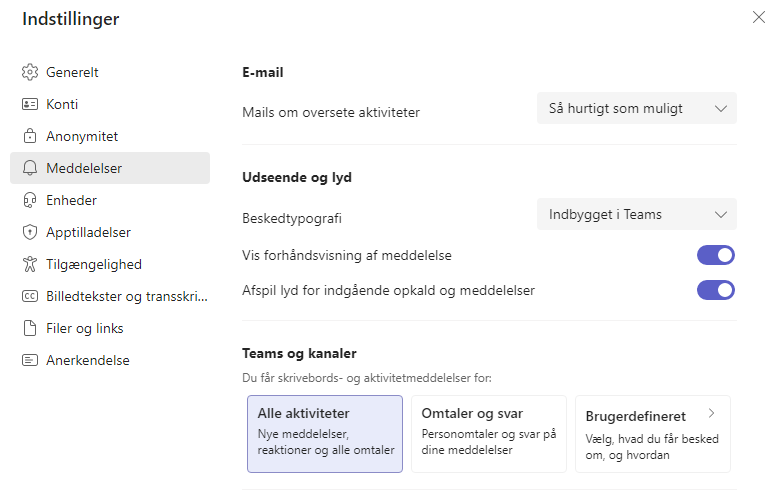 Indstillinger
Generelt
Konti
Anonymitet
Meddelelser
Enheder
Apptilladelser
Tilgængelighed
Billedtekster og transskri...
Filer og links
Anerkendelse
E-mail
Mails om oversete aktiviteter
Så hurtigt som muligt
Udseende og lyd
Beskedtypografi
Indbygget i Teams
Vis forhåndsvisning af meddelelse
Afspil lyd for indgående opkald og meddelelser
Teams og kanaler
Du får skrivebords- og aktivitetmeddelelser for:
Alle aktiviteter
Nye meddelelser,
reaktioner og alle omtaler
Omtaler og svar
Personomtaler og svar på
dine meddelelser
Brugerdefineret
Vælg, hvad du får besked
om, og hvordan